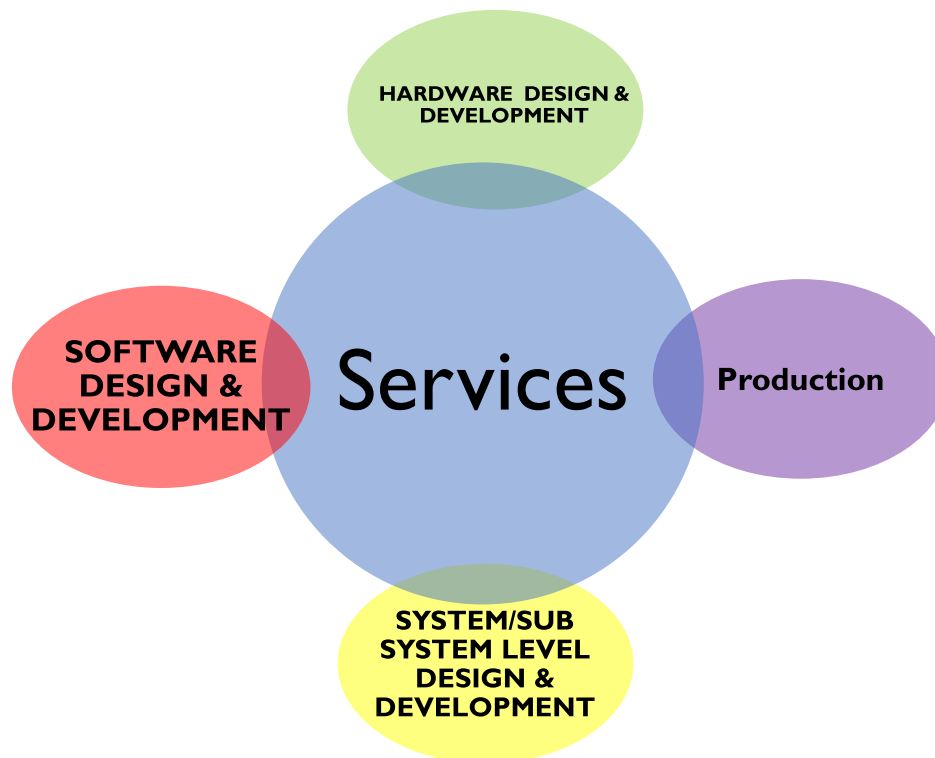 HARDWARE DESIGN &
DEVELOPMENT
SOFTWARE
DESIGN &
DEVELOPMENT
Services
Production
SYSTEM/SUB
SYSTEM LEVEL
DESIGN &
DEVELOPMENT